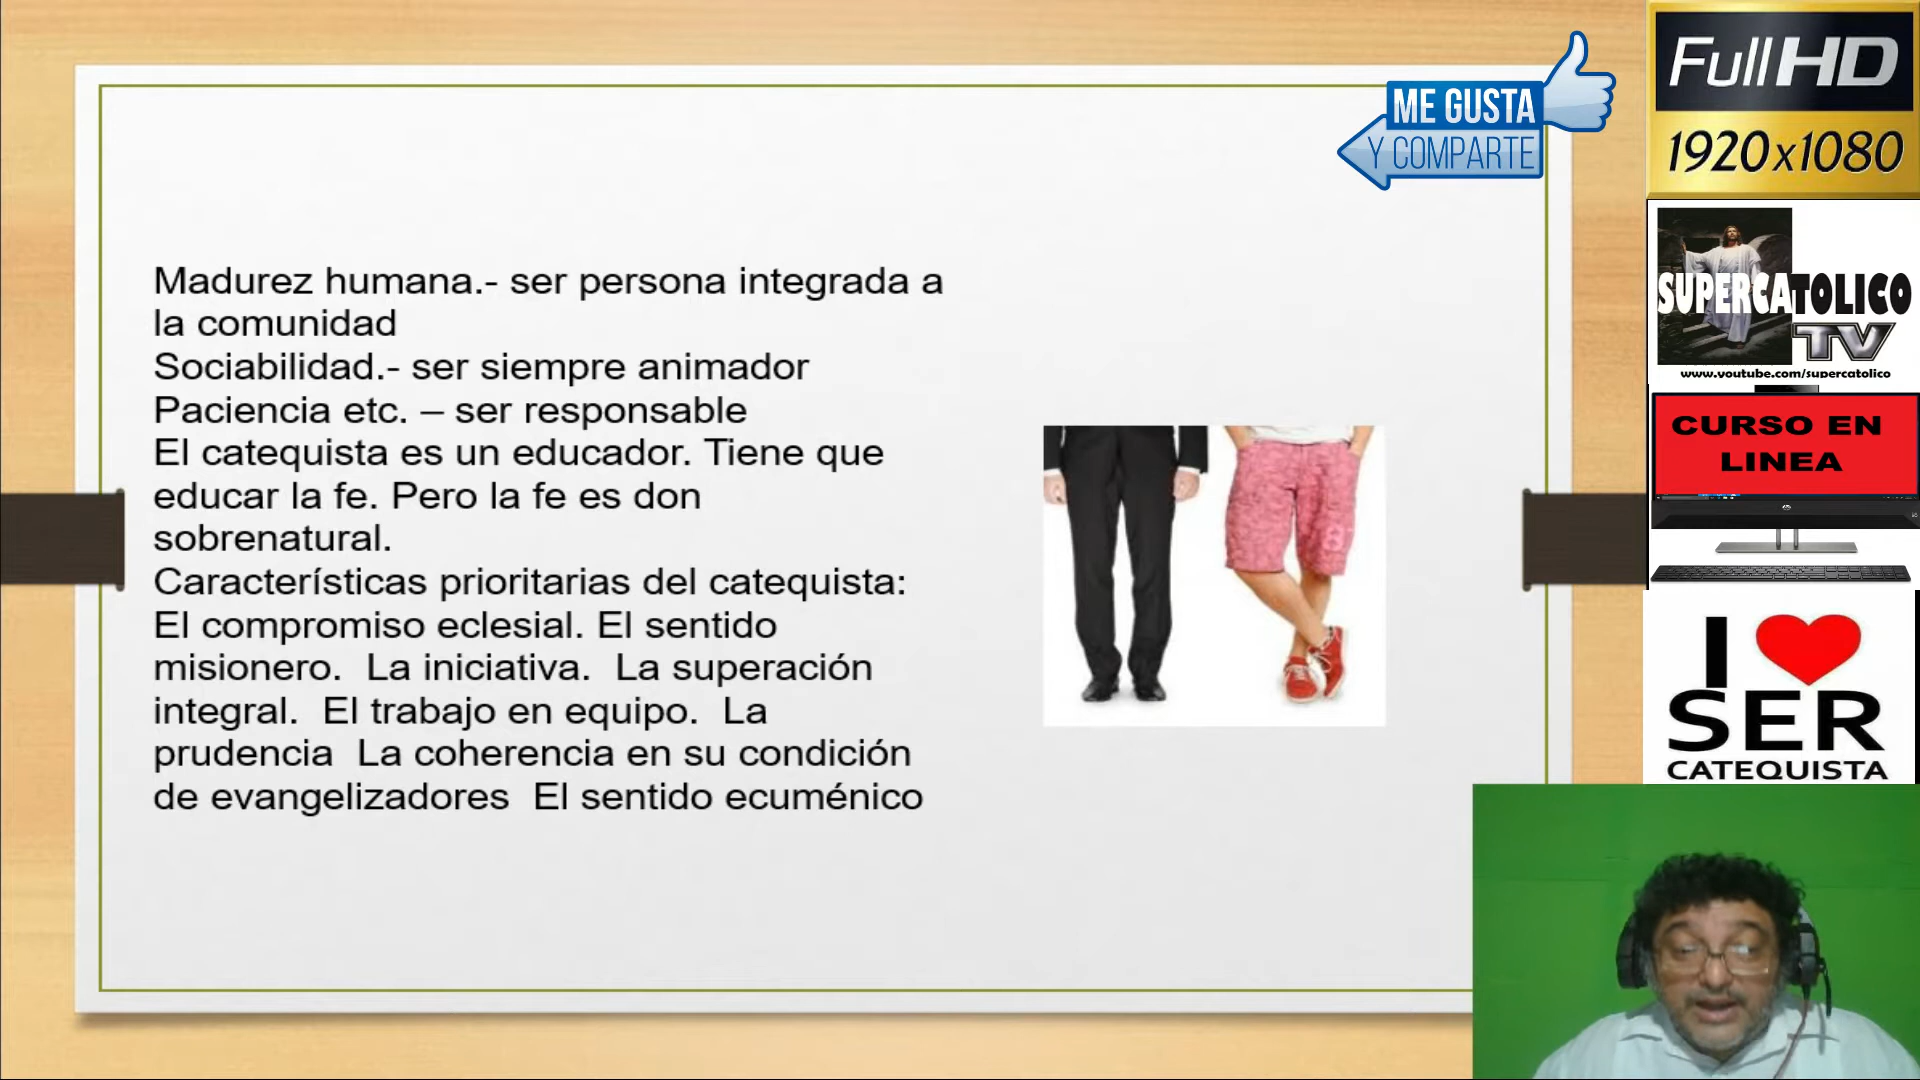 Madurez humana.- ser persona integrada a
la comunidad
Sociabilidad.- ser siempre animador
Paciencia etc. – ser responsable
El catequista es un educador. Tiene que
educar la fe. Pero la fe es don
sobrenatural.
Características prioritarias del catequista:
El compromiso eclesial. El sentido
misionero.  La iniciativa.  La superación
integral.  El trabajo en equipo.  La
prudencia  La coherencia en su condición
de evangelizadores  El sentido ecuménico
ME GUSTA
Y COMPARTE
Full HD
1920x1080
SUPERCATOLICO
TV
www.youtube.com/supercatolico
CURSO EN
LINEA
hp
I
SER
CATEQUISTA